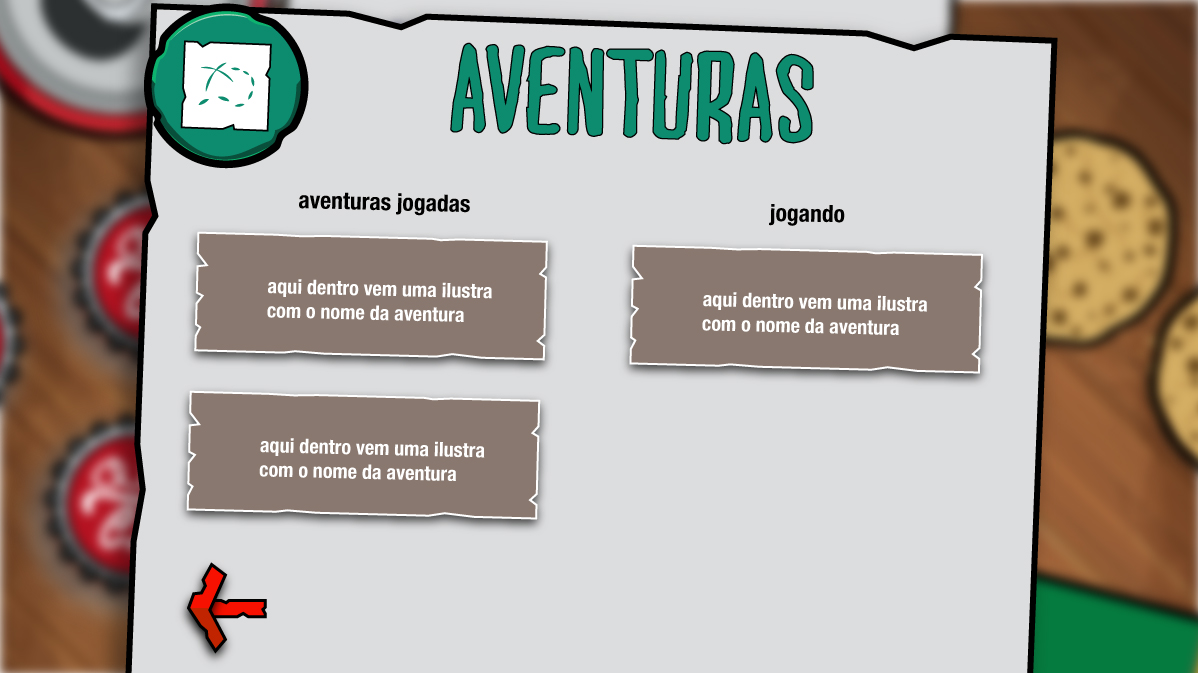 AVENTURAS
aventuras jogadas
aqui dentro vem uma ilustra
com o nome da aventura
aqui dentro vem uma ilustra
com o nome da aventura
jogando
aqui dentro vem uma ilustra
com o nome da aventura